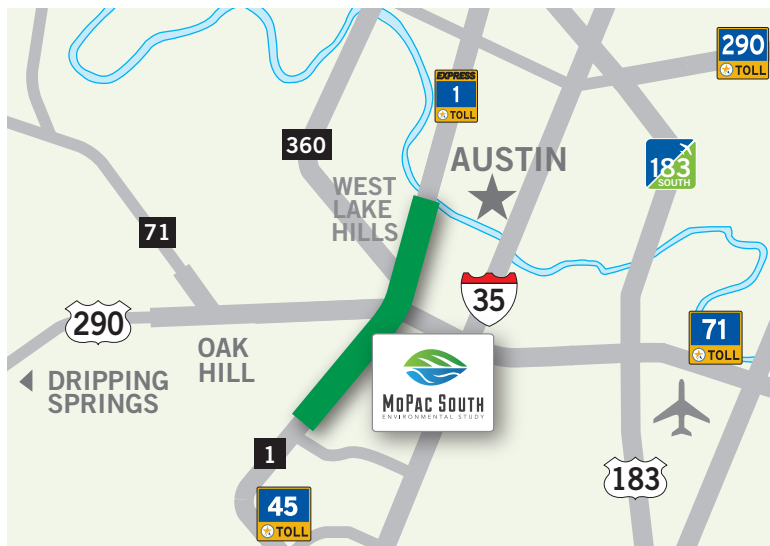 290
TOLL
EXPRESS
1
TOLL
360
AUSTIN
183
SOUTH
WEST
LAKE
HILLS
71
35
290
71
TOLL
OAK
HILL
DRIPPING
SPRINGS
MOPAC SOUTH
ENVIRONMENTAL STUDY
1
183
45
TOLL